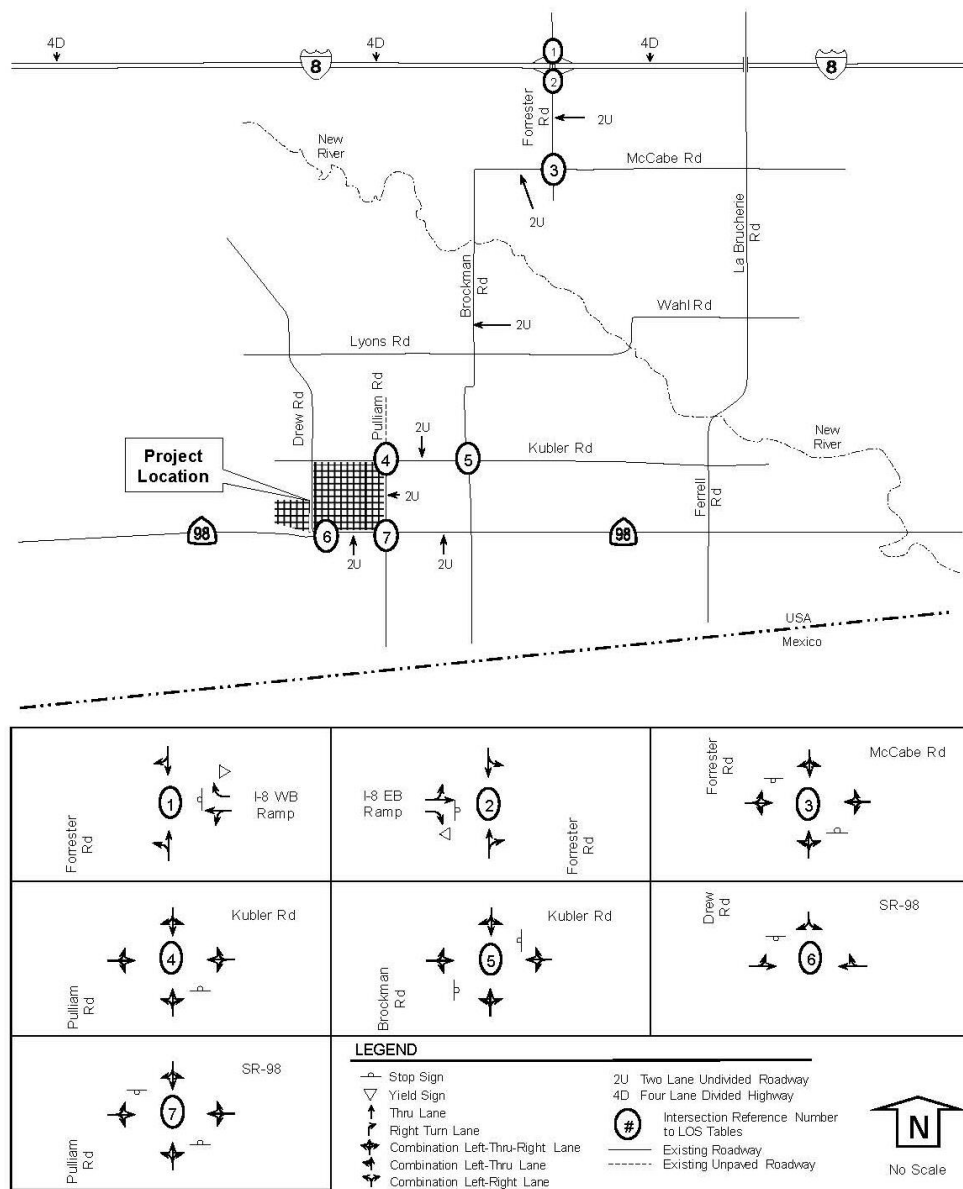 4D
4D
4D
8
8
1
2
Forrester
Rd
2U
New
River
3
McCabe Rd
2U
La Brucherie
Rd
Brockman
Rd
Wahl Rd
2U
Lyons Rd
Drew Rd
Pulliam Rd
2U
New
River
Project
Location
4
5
Kubler Rd
2U
Ferrell
Rd
98
6
7
98
2U
2U
USA
Mexico
1
I-8 WB
Ramp
Forrester
Rd
I-8 EB
Ramp
2
Forrester
Rd
Forrester
Rd
McCabe Rd
3
Kubler Rd
4
Pulliam
Rd
Kubler Rd
5
Brockman
Rd
Drew
Rd
SR-98
6
SR-98
7
Pulliam
Rd
LEGEND
Stop Sign
Yield Sign
Thru Lane
Right Turn Lane
Combination Left-Thru-Right Lane
Combination Left-Thru Lane
Combination Left-Right Lane
2U Two Lane Undivided Roadway
4D Four Lane Divided Highway
# Intersection Reference Number
to LOS Tables
Existing Roadway
Existing Unpaved Roadway
N
No Scale